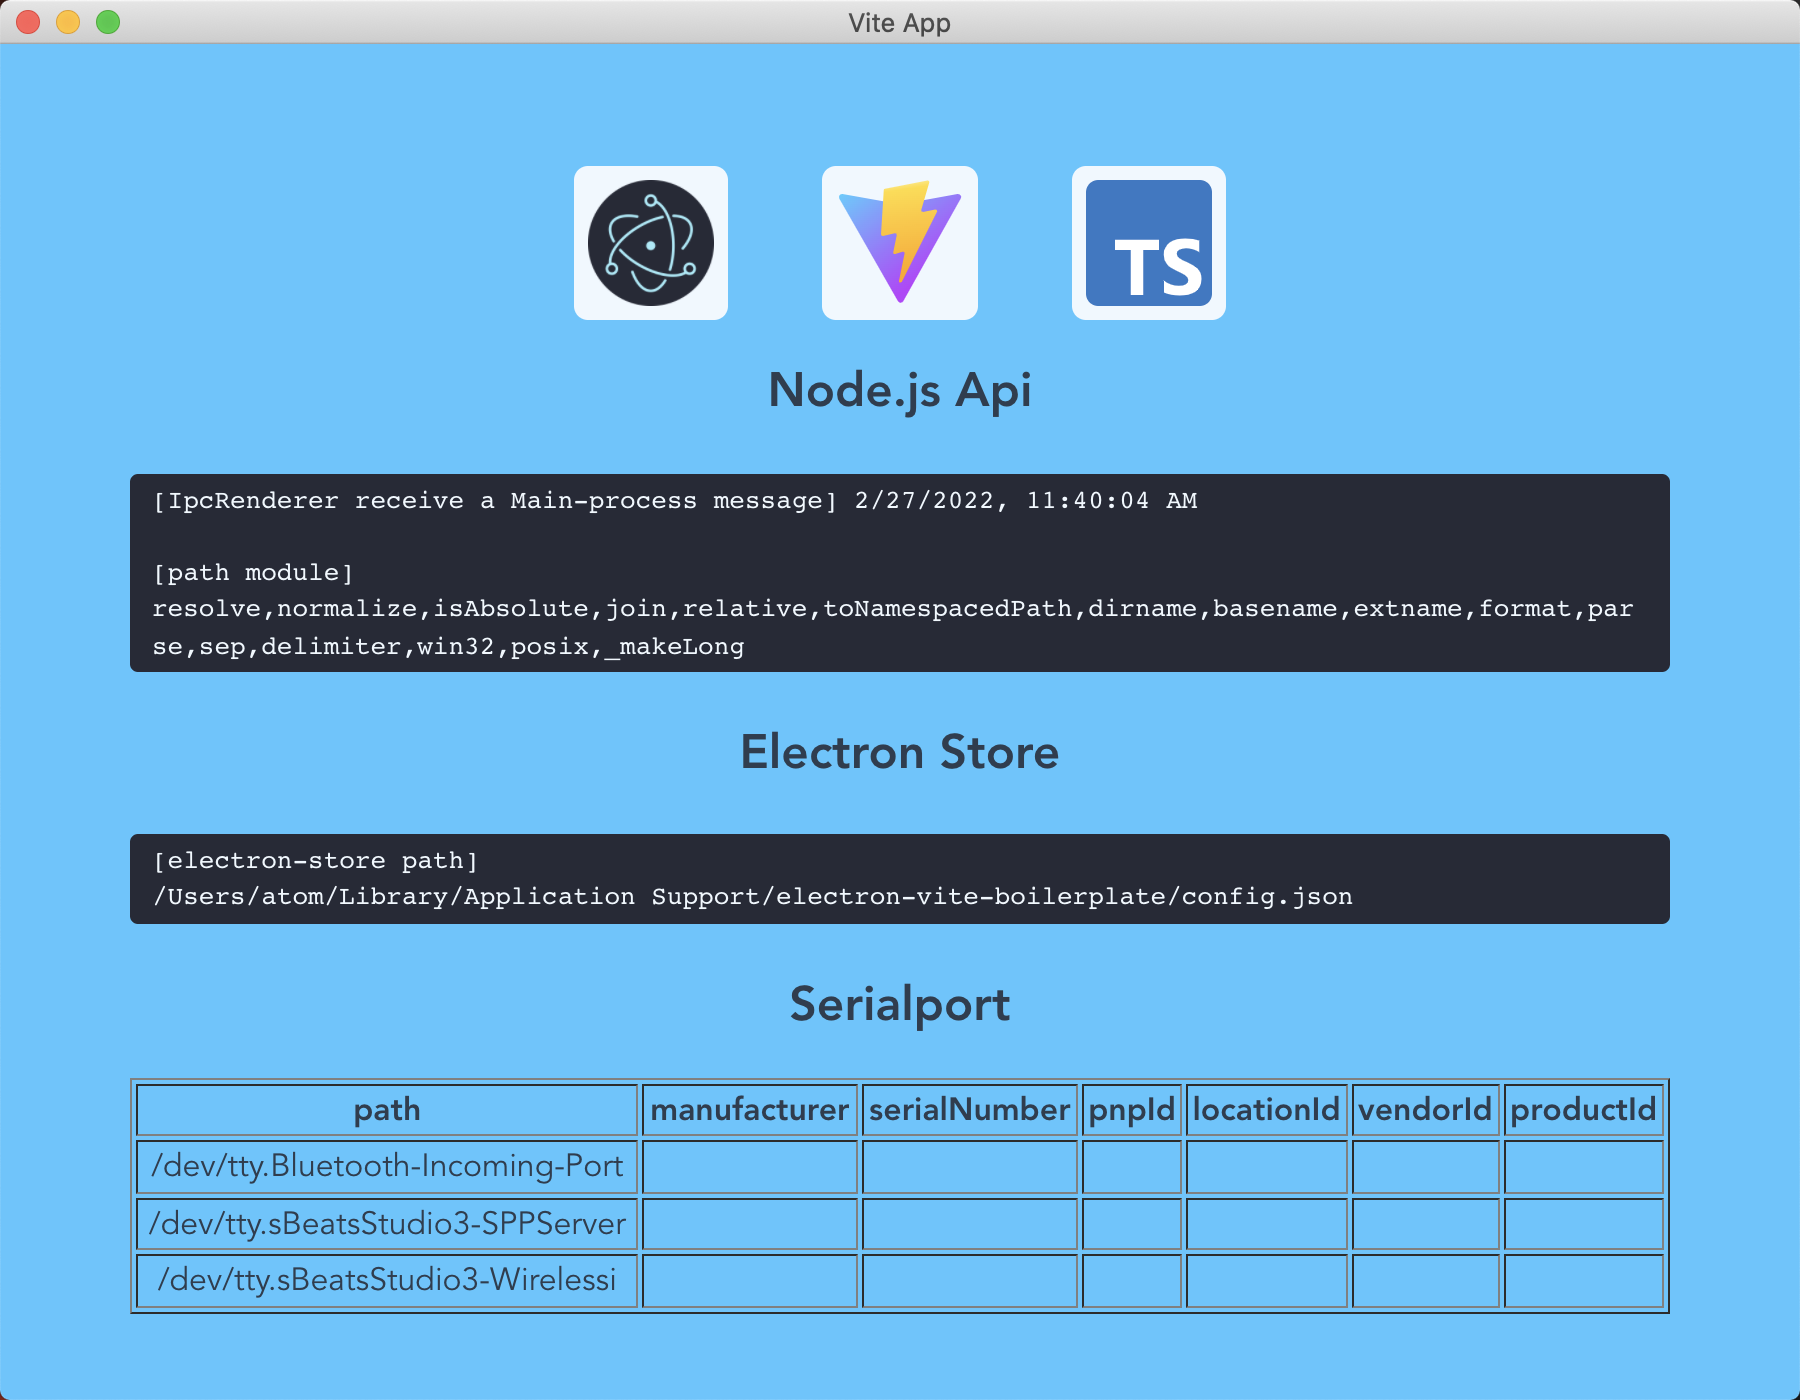 Vite App
TS
Node.js Api
[IpcRenderer receive a Main-process message] 2/27/2022, 11:40:04 AM
[path module]
resolve,normalize,isAbsolute,join,relative,toNamespacedPath,dirname,basename,extname,format,par
se,sep,delimiter,win32,posix,_makeLong
Electron Store
[electron-store path]
/Users/atom/Library/Application Support/electron-vite-boilerplate/config.json
Serialport
path manufacturer serialNumber pnpId locationId vendorId productId
/dev/tty.Bluetooth-Incoming-Port
/dev/tty.sBeatsStudio3-SPPServer
/dev/tty.sBeatsStudio3-Wirelessi